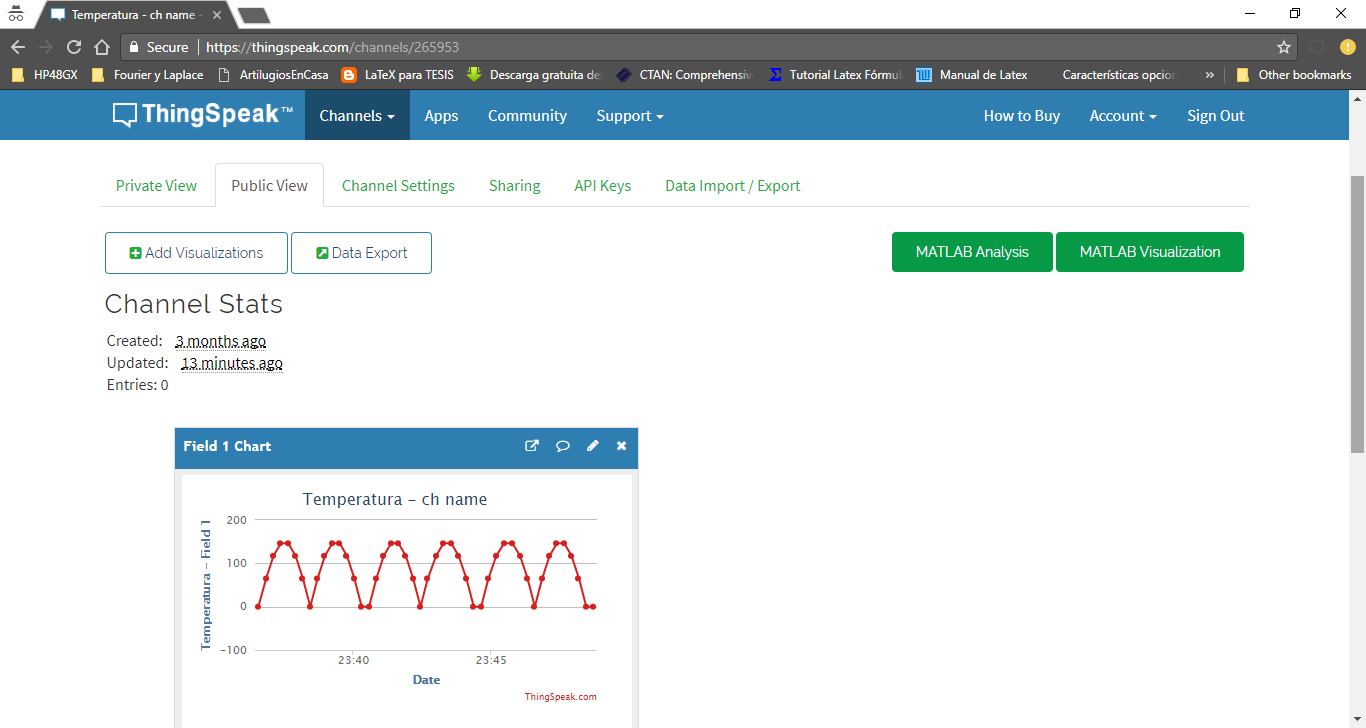 Temperatura - ch name -
Secure | https://thingspeak.com/channels/265953
HP48GX Fourier y Laplace ArtilugiosEnCasa LaTeX para TESIS Descarga gratuita de CTAN: Comprehensiv Tutorial Latex Fórmul Manual de Latex Características opcion » Other bookmarks
ThingSpeak™ Channels Apps Community Support How to Buy Account Sign Out
Private View Public View Channel Settings Sharing API Keys Data Import / Export
Add Visualizations Data Export MATLAB Analysis MATLAB Visualization
Channel Stats
Created: 3 months ago
Updated: 13 minutes ago
Entries: 0
Field 1 Chart
Temperatura - ch name
Temperatura - Field 1
200
100
0
-100
23:40 23:45
Date
ThingSpeak.com